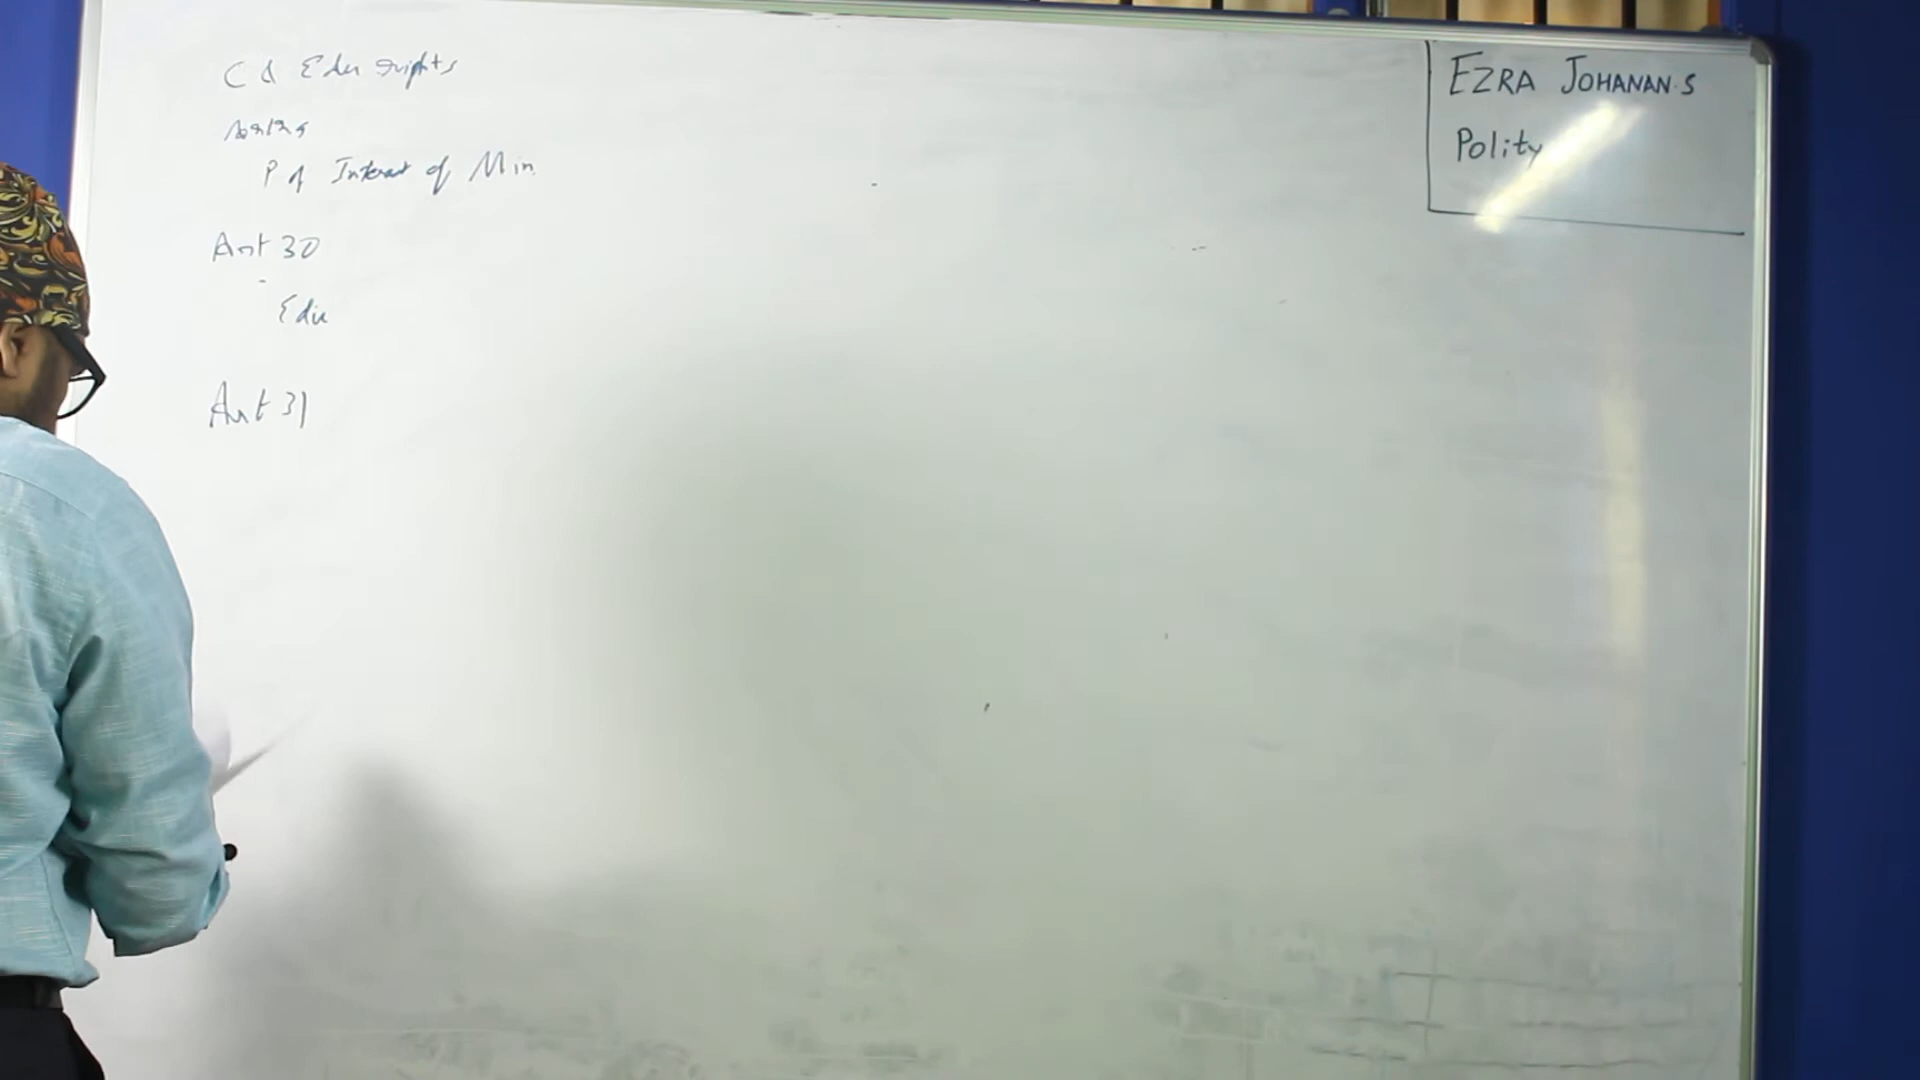 C & Edu rights
P of Interest of Min
Art 30
Edu
Art 31
EZRA JOHANAN.S
Polity